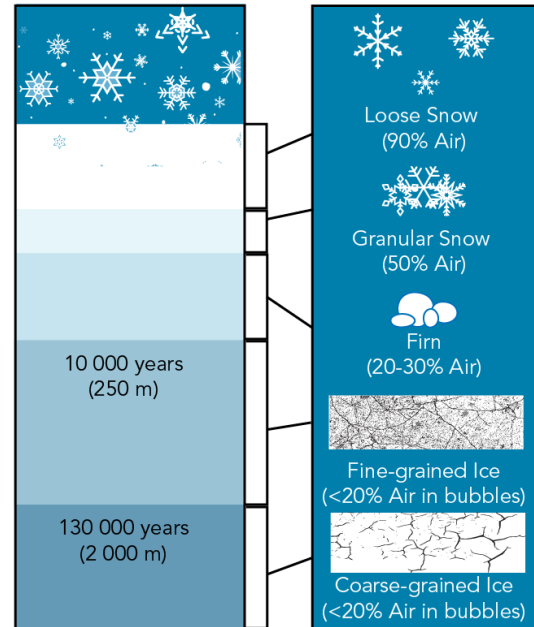 Loose Snow
(90% Air)
Granular Snow
(50% Air)
Firn
(20-30% Air)
10 000 years
(250 m)
Fine-grained Ice
(<20% Air in bubbles)
130 000 years
(2 000 m)
Coarse-grained Ice
(<20% Air in bubbles)